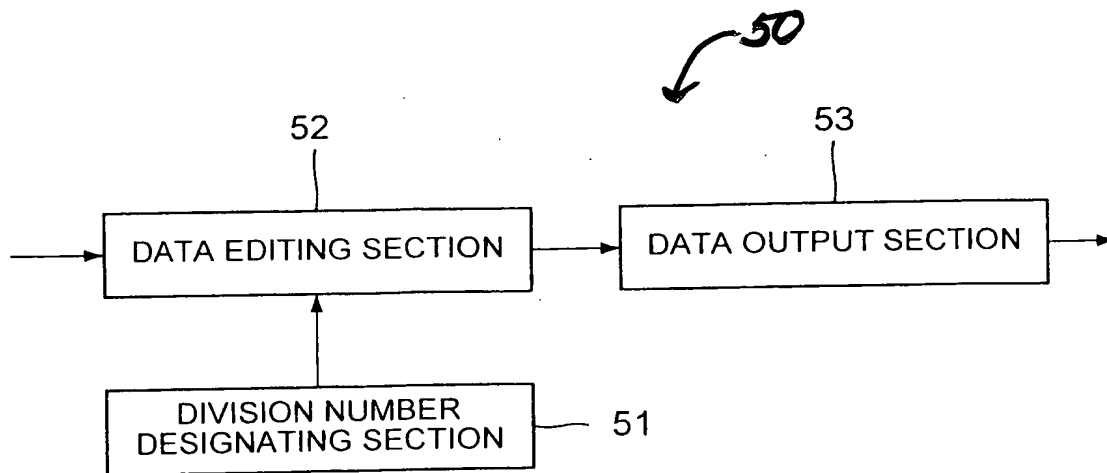 50
52
53
DATA EDITING SECTION
DATA OUTPUT SECTION
DIVISION NUMBER
DESIGNATING SECTION
51